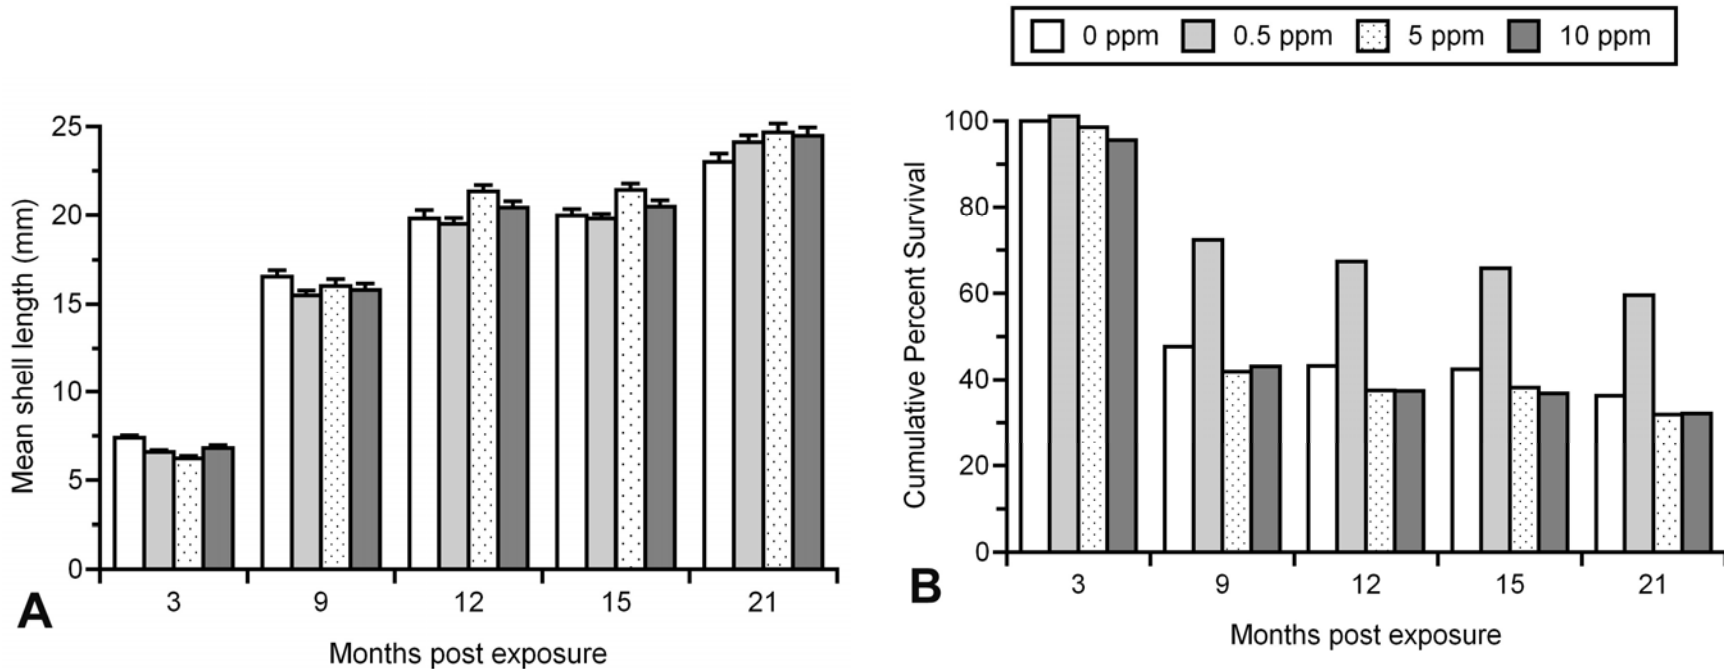 0 ppm 0.5 ppm 5 ppm 10 ppm
Mean shell length (mm)
25
20
15
10
5
0
3 9 12 15 21
Months post exposure
A
Cumulative Percent Survival
100
80
60
40
20
0
3 9 12 15 21
Months post exposure
B